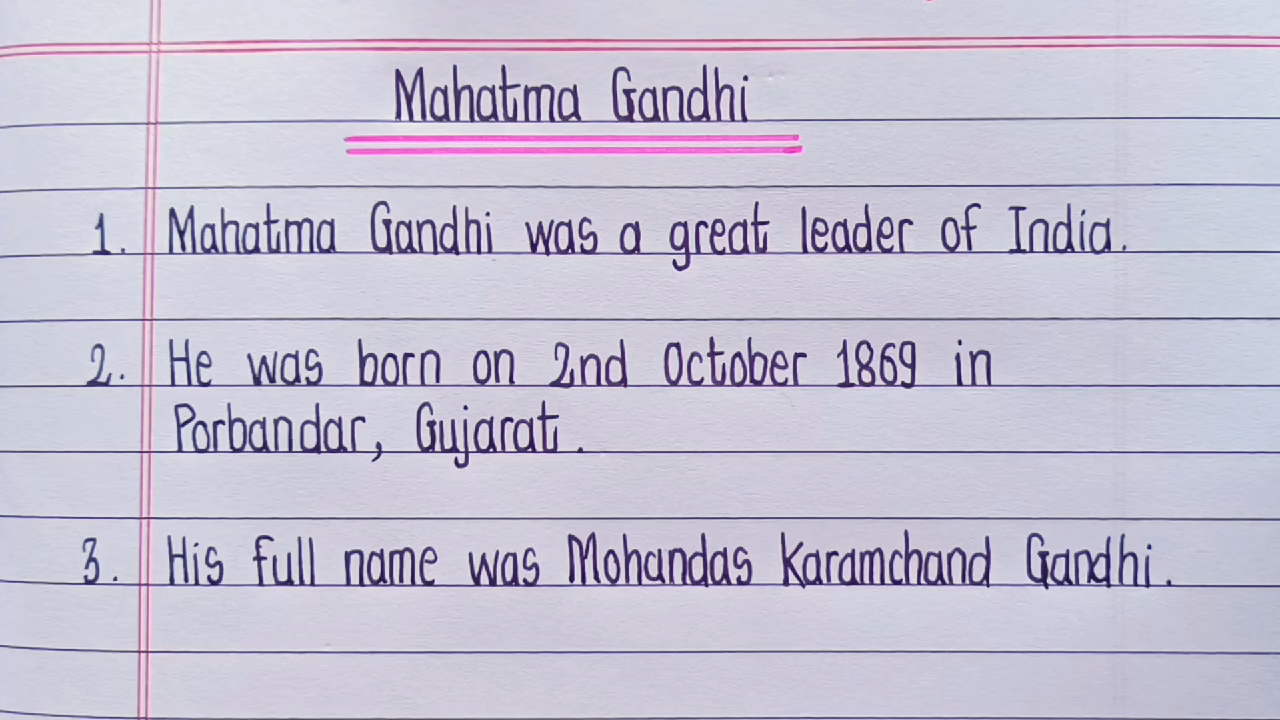 Mahatma Gandhi
1. Mahatma Gandhi was a great leader of India.
2. He was born on 2nd October 1869 in
Porbandar, Gujarat.
3. His full name was Mohandas Karamchand Gandhi.